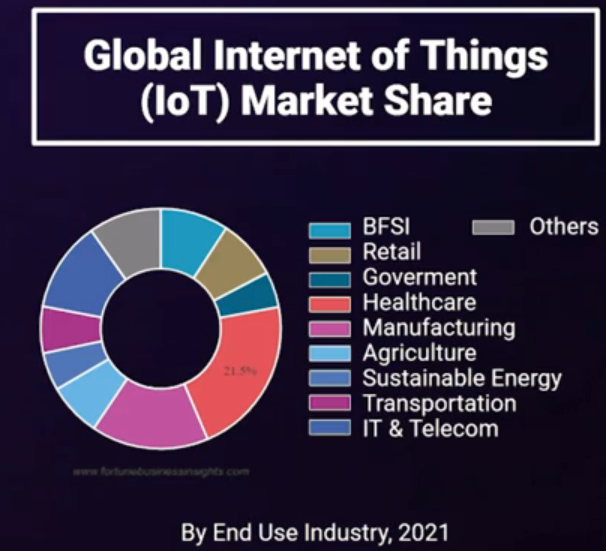 Global Internet of Things
(IoT) Market Share
BFSI
Retail
Goverment
Healthcare
Manufacturing
Agriculture
Sustainable Energy
Transportation
IT & Telecom
Others
21.5%
www.fortunebusinessinsights.com
By End Use Industry, 2021